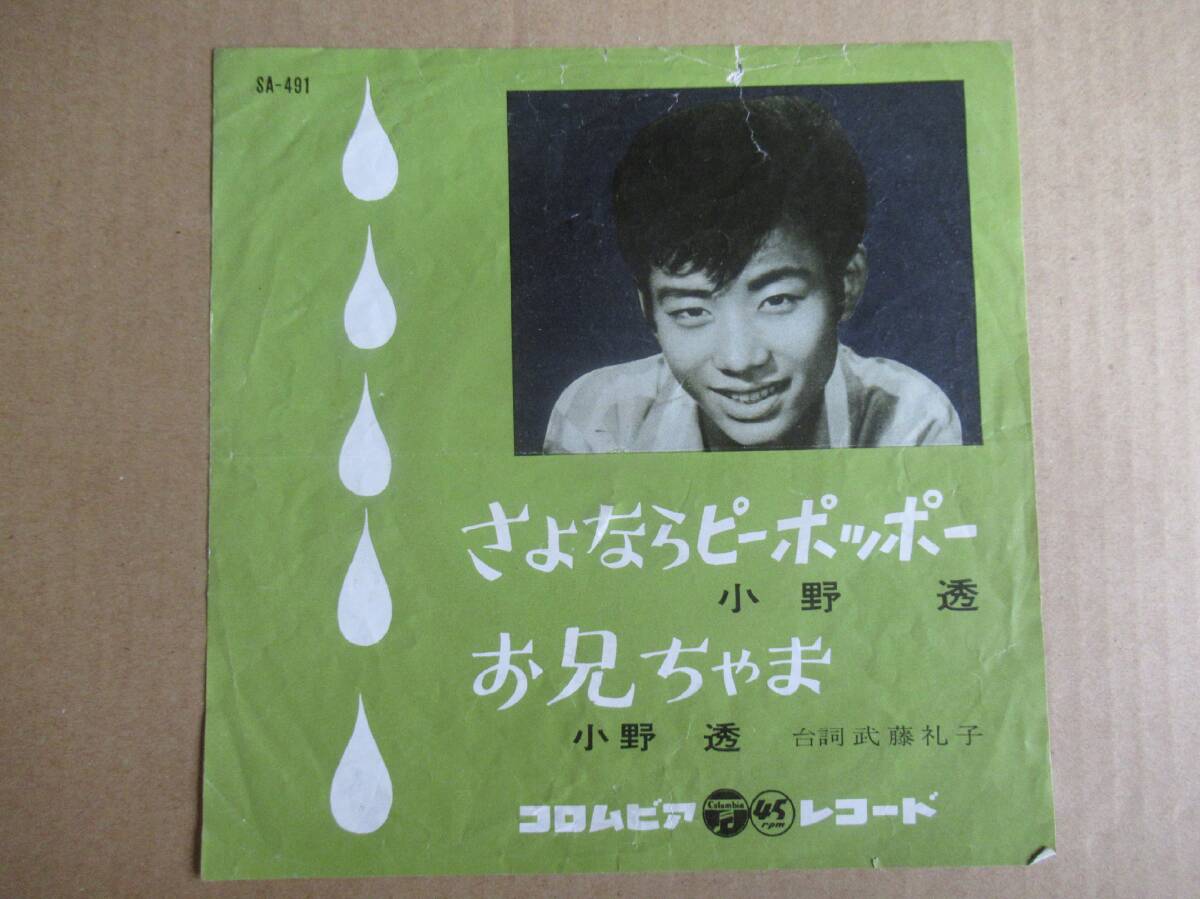 SA-491
さよならピーポッポー
小野 透
お兄ちゃま
小野 透 台詞 武藤礼子
コロムビア Columbia 45 rpm レコード